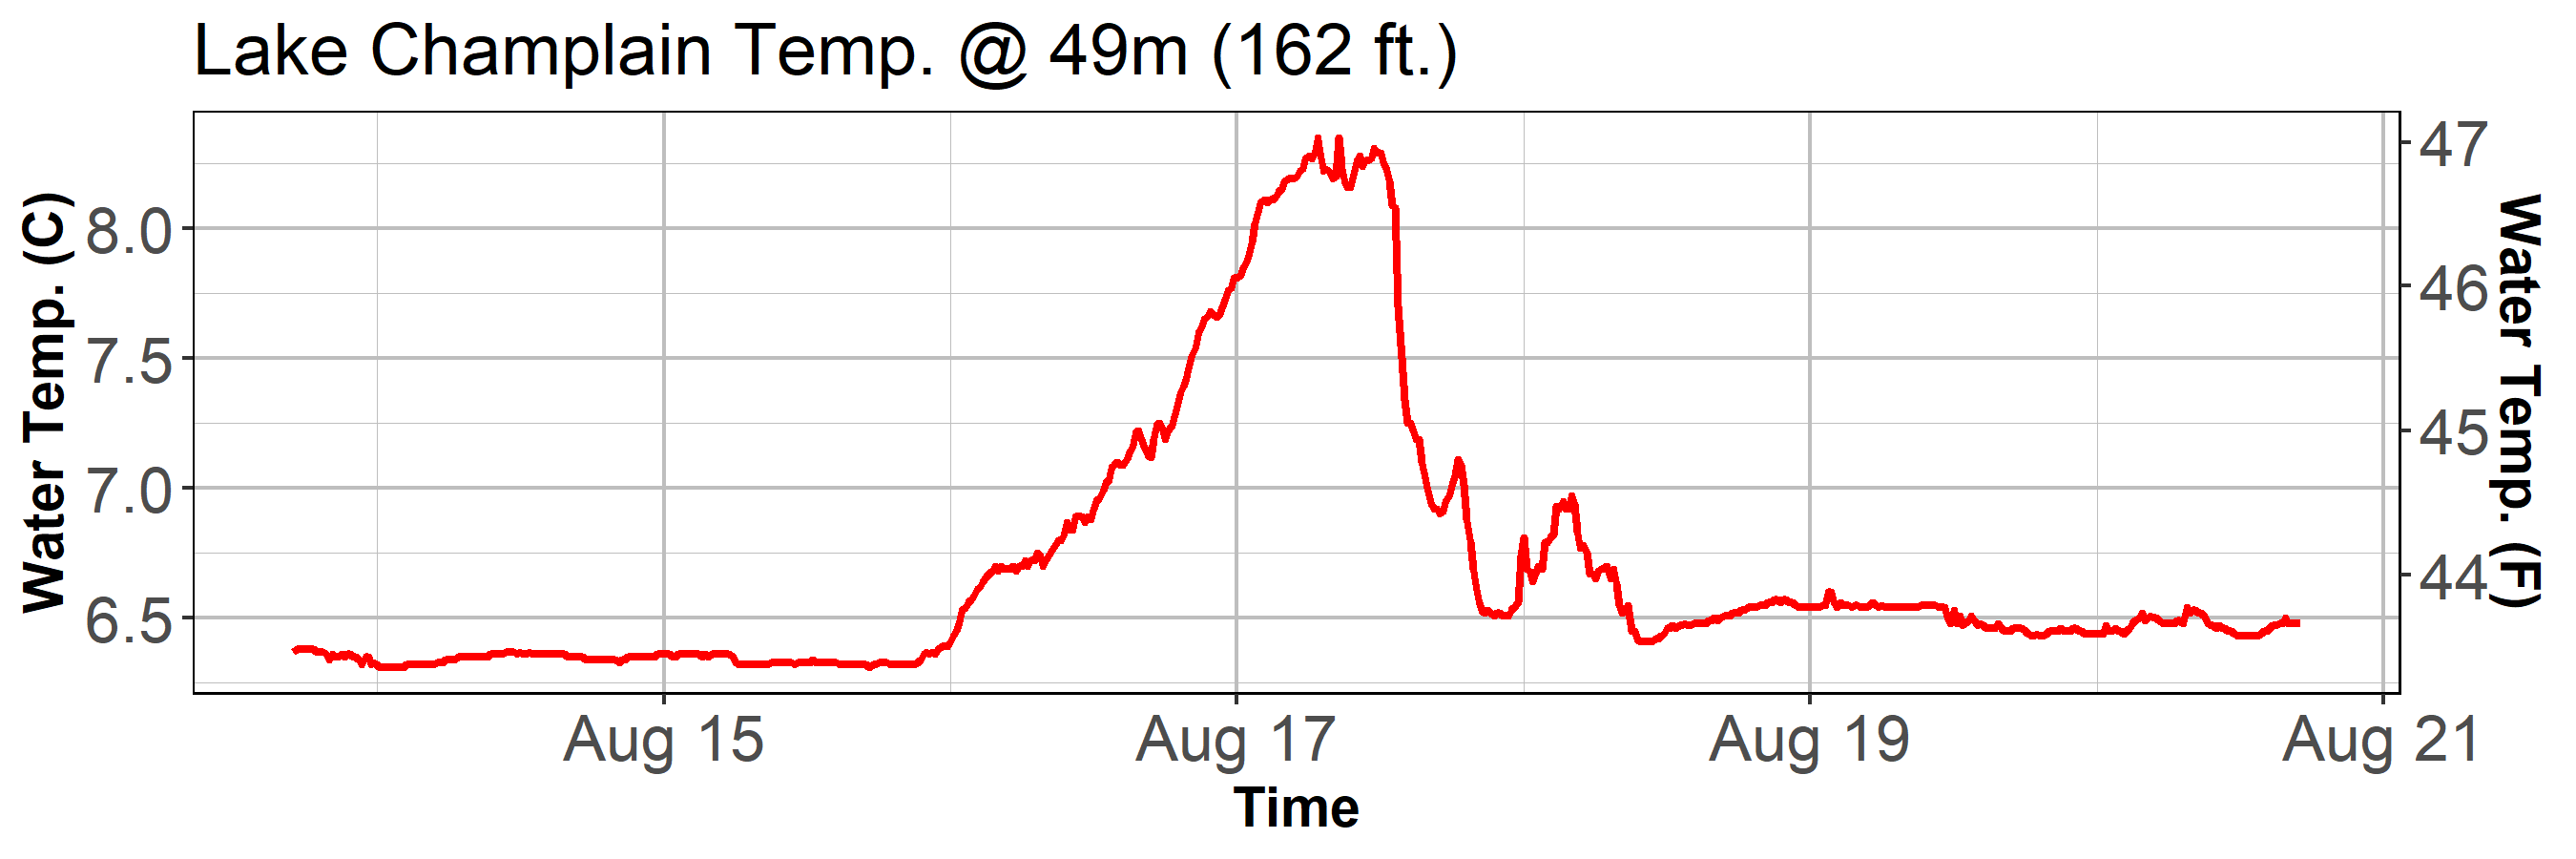 Lake Champlain Temp. @ 49m (162 ft.)
Water Temp. (C)
8.0
7.5
7.0
6.5
47
46
45
44
Water Temp. (F)
Aug 15
Aug 17
Aug 19
Aug 21
Time